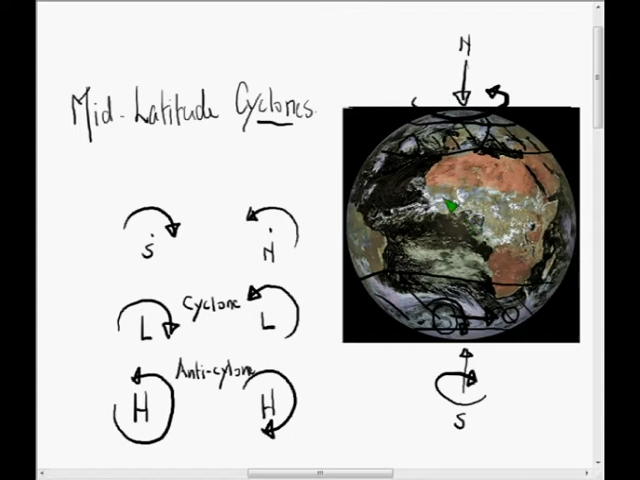 N
Mid-Latitude Cyclones
S N
L Cyclone L
Anti-cyclone
H H
S